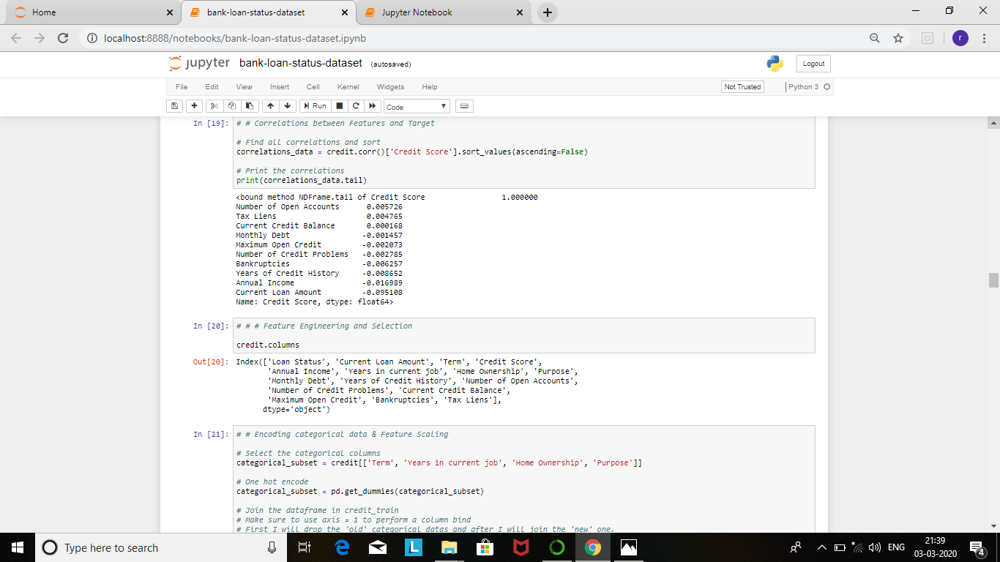 Home
bank-loan-status-dataset
Jupyter Notebook
localhost:8888/notebooks/bank-loan-status-dataset.ipynb
r
jupyter bank-loan-status-dataset (autosaved)
Logout
File Edit View Insert Cell Kernel Widgets Help
Not Trusted
Python 3
Run
Code
In [19]: # # Correlations between Features and Target
# Find all correlations and sort
correlations_data = credit.corr()['Credit Score'].sort_values(ascending=False)
# Print the correlations
print(correlations_data.tail)
<bound method NDFrame.tail of Credit Score 1.000000
Number of Open Accounts 0.005726
Tax Liens 0.004765
Current Credit Balance 0.000168
Monthly Debt -0.001457
Maximum Open Credit -0.002073
Number of Credit Problems -0.002785
Bankruptcies -0.006257
Years of Credit History -0.008652
Annual Income -0.016989
Current Loan Amount -0.095108
Name: Credit Score, dtype: float64>
In [20]: # # # Feature Engineering and Selection
credit.columns
Out[20]: Index(['Loan Status', 'Current Loan Amount', 'Term', 'Credit Score',
'Annual Income', 'Years in current job', 'Home Ownership', 'Purpose',
'Monthly Debt', 'Years of Credit History', 'Number of Open Accounts',
'Number of Credit Problems', 'Current Credit Balance',
'Maximum Open Credit', 'Bankruptcies', 'Tax Liens'],
dtype='object')
In [21]: # # Encoding categorical data & Feature Scaling
# Select the categorical columns
categorical_subset = credit[['Term', 'Years in current job', 'Home Ownership', 'Purpose']]
# One hot encode
categorical_subset = pd.get_dummies(categorical_subset)
# Join the dataframe in credit_train
# Make sure to use axis = 1 to perform a column bind
# First I will drop the 'old' categorical datas and after I will join the 'new' one.
Type here to search
L
ENG
21:39
03-03-2020
4